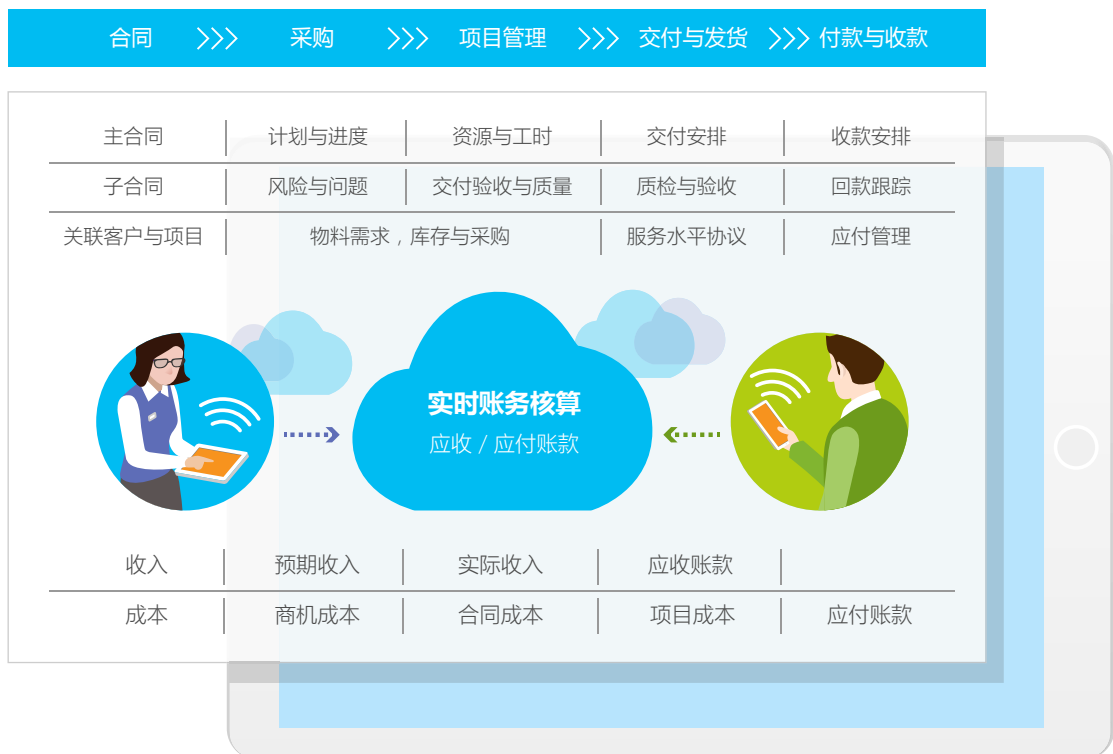 合同 采购 项目管理 交付与发货 付款与收款
主合同 计划与进度 资源与工时 交付安排 收款安排
子合同 风险与问题 交付验收与质量 质检与验收 回款跟踪
关联客户与项目 物料需求，库存与采购 服务水平协议 应付管理
实时账务核算
应收 / 应付账款
收入 预期收入 实际收入 应收账款
成本 商机成本 合同成本 项目成本 应付账款